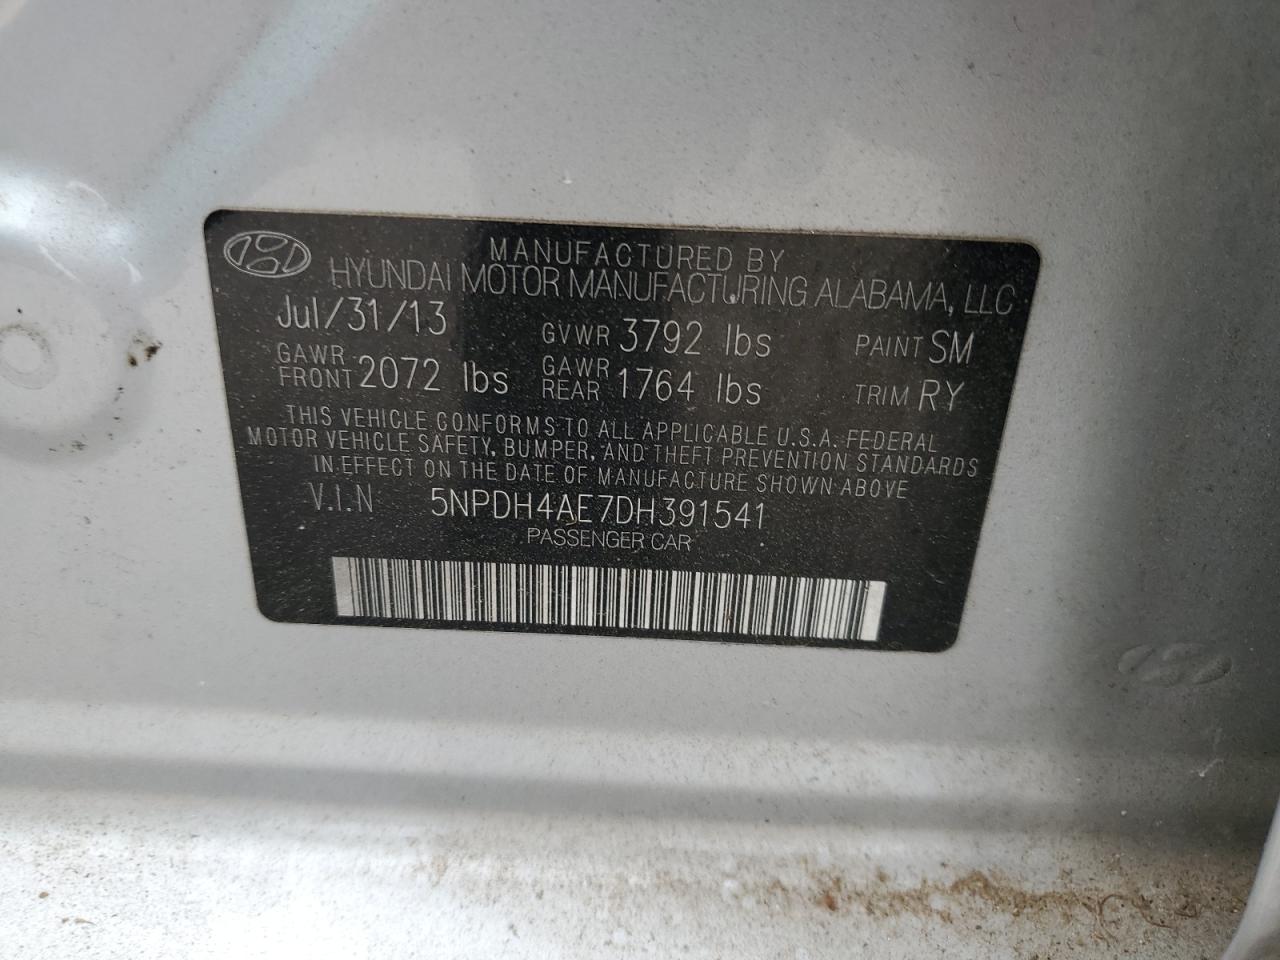 MANUFACTURED BY
HYUNDAI MOTOR MANUFACTURING ALABAMA, LLC
Jul/31/13 GVWR 3792 lbs PAINT SM
GAWR FRONT 2072 lbs GAWR REAR 1764 lbs TRIM RY
THIS VEHICLE CONFORMS TO ALL APPLICABLE U.S.A. FEDERAL
MOTOR VEHICLE SAFETY, BUMPER, AND THEFT PREVENTION STANDARDS
IN EFFECT ON THE DATE OF MANUFACTURE SHOWN ABOVE
V.I.N 5NPDH4AE7DH391541
PASSENGER CAR